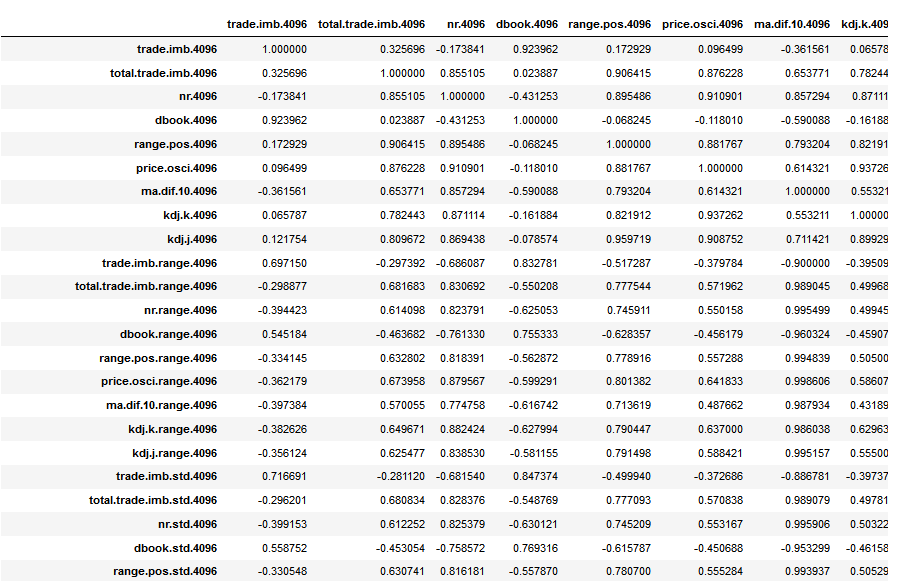 trade.imb.4096 total.trade.imb.4096 nr.4096 dbook.4096 range.pos.4096 price.osci.4096 ma.dif.10.4096 kdj.k.409
trade.imb.4096 1.000000 0.325696 -0.173841 0.923962 0.172929 0.096499 -0.361561 0.06578
total.trade.imb.4096 0.325696 1.000000 0.855105 0.023887 0.906415 0.876228 0.653771 0.78244
nr.4096 -0.173841 0.855105 1.000000 -0.431253 0.895486 0.910901 0.857294 0.87111
dbook.4096 0.923962 0.023887 -0.431253 1.000000 -0.068245 -0.118010 -0.590088 -0.16188
range.pos.4096 0.172929 0.906415 0.895486 -0.068245 1.000000 0.881767 0.793204 0.82191
price.osci.4096 0.096499 0.876228 0.910901 -0.118010 0.881767 1.000000 0.614321 0.93726
ma.dif.10.4096 -0.361561 0.653771 0.857294 -0.590088 0.793204 0.614321 1.000000 0.55321
kdj.k.4096 0.065787 0.782443 0.871114 -0.161884 0.821912 0.937262 0.553211 1.00000
kdj.j.4096 0.121754 0.809672 0.869438 -0.078574 0.959719 0.908752 0.711421 0.89929
trade.imb.range.4096 0.697150 -0.297392 -0.686087 0.832781 -0.517287 -0.379784 -0.900000 -0.39509
total.trade.imb.range.4096 -0.298877 0.681683 0.830692 -0.550208 0.777544 0.571962 0.989045 0.49968
nr.range.4096 -0.394423 0.614098 0.823791 -0.625053 0.745911 0.550158 0.995499 0.49945
dbook.range.4096 0.545184 -0.463682 -0.761330 0.755333 -0.628357 -0.456179 -0.960324 -0.45907
range.pos.range.4096 -0.334145 0.632802 0.818391 -0.562872 0.778916 0.557288 0.994839 0.50500
price.osci.range.4096 -0.362179 0.673958 0.879567 -0.599291 0.801382 0.641833 0.998606 0.58607
ma.dif.10.range.4096 -0.397384 0.570055 0.774758 -0.616742 0.713619 0.487662 0.987934 0.43189
kdj.k.range.4096 -0.382626 0.649671 0.882424 -0.627994 0.790447 0.637000 0.986038 0.62963
kdj.j.range.4096 -0.356124 0.625477 0.838530 -0.581155 0.791498 0.588421 0.995157 0.55500
trade.imb.std.4096 0.716691 -0.281120 -0.681540 0.847374 -0.499940 -0.372686 -0.886781 -0.39737
total.trade.imb.std.4096 -0.296201 0.680834 0.828376 -0.548769 0.777093 0.570838 0.989079 0.49781
nr.std.4096 -0.399153 0.612252 0.825379 -0.630121 0.745209 0.553167 0.995906 0.50322
dbook.std.4096 0.558752 -0.453054 -0.758572 0.769316 -0.615787 -0.450688 -0.953299 -0.46158
range.pos.std.4096 -0.330548 0.630741 0.816181 -0.557870 0.780700 0.555284 0.993937 0.50529